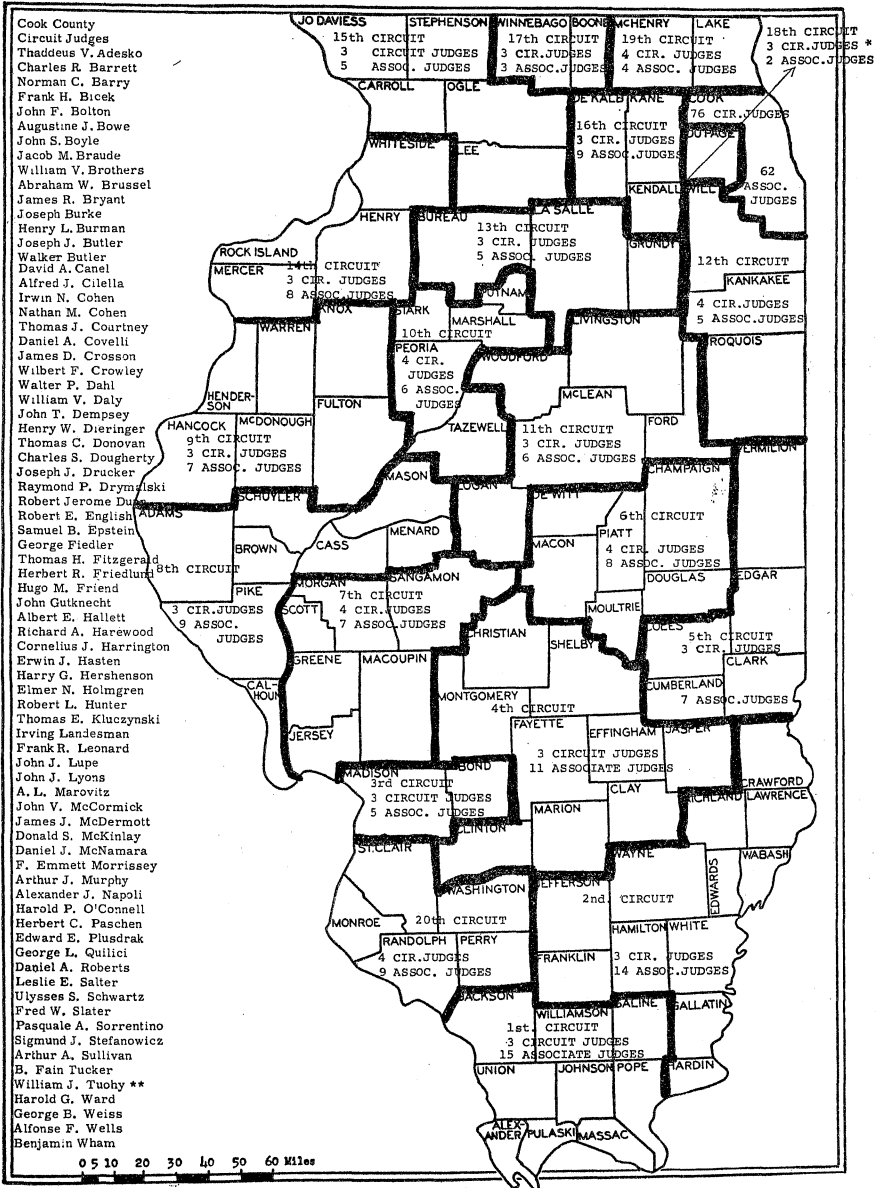 Cook County
Circuit Judges
Thaddeus V. Adesko
Charles R. Barrett
Norman C. Barry
Frank H. Bicek
John F. Bolton
Augustine J. Bowe
John S. Boyle
Jacob M. Braude
William V. Brothers
Abraham W. Brussel
James R. Bryant
Joseph Burke
Henry L. Burman
Joseph J. Butler
Walker Butler
David A. Canel
Alfred J. Cilella
Irwin N. Cohen
Nathan M. Cohen
Thomas J. Courtney
Daniel A. Covelli
James D. Crosson
Wilbert F. Crowley
Walter P. Dahl
William V. Daly
John T. Dempsey
Henry W. Dieringer
Thomas C. Donovan
Charles S. Dougherty
Joseph J. Drucker
Raymond P. Drymalski
Robert Jerome Dunn
Robert E. English
Samuel B. Epstein
George Fiedler
Thomas H. Fitzgerald
Herbert R. Friedlund
Hugo M. Friend
John Gutknecht
Albert E. Hallett
Richard A. Harewood
Cornelius J. Harrington
Erwin J. Hasten
Harry G. Hershenson
Elmer N. Holmgren
Robert L. Hunter
Thomas E. Kluczynski
Irving Landesman
Frank R. Leonard
John J. Lupe
John J. Lyons
A. L. Marovitz
John V. McCormick
James J. McDermott
Donald S. McKinlay
Daniel J. McNamara
F. Emmett Morrissey
Arthur J. Murphy
Alexander J. Napoli
Harold P. O'Connell
Herbert C. Paschen
Edward E. Plusdrak
George L. Quilici
Daniel A. Roberts
Leslie E. Salter
Ulysses S. Schwartz
Fred W. Slater
Pasquale A. Sorrentino
Sigmund J. Stefanowicz
Arthur A. Sullivan
B. Fain Tucker
William J. Tuohy **
Harold G. Ward
George B. Weiss
Alfonse F. Wells
Benjamin Wham
0 5 10 20 30 40 50 60 Miles
JO DAVIESS
STEPHENSON
15th CIRCUIT
3 CIRCUIT JUDGES
5 ASSOC. JUDGES
CARROLL
OGLE
WHITESIDE
LEE
WINNEBAGO
BOONE
17th CIRCUIT
3 CIR.JUDGES
3 ASSOC.JUDGES
McHENRY
LAKE
19th CIRCUIT
4 CIR. JUDGES
4 ASSOC. JUDGES
18th CIRCUIT
3 CIR.JUDGES *
2 ASSOC.JUDGES
DE KALB
KANE
16th CIRCUIT
3 CIR. JUDGES
9 ASSOC.JUDGES
KENDALL
COOK
76 CIR.JUDGES
DU PAGE
62
ASSOC.
JUDGES
WILL
12th CIRCUIT
KANKAKEE
4 CIR.JUDGES
5 ASSOC.JUDGES
IROQUOIS
HENRY
ROCK ISLAND
MERCER
14th CIRCUIT
3 CIR. JUDGES
8 ASSOC.JUDGES
BUREAU
LA SALLE
13th CIRCUIT
3 CIR. JUDGES
5 ASSOC. JUDGES
GRUNDY
PUTNAM
STARK
MARSHALL
10th CIRCUIT
PEORIA
4 CIR.
JUDGES
6 ASSOC.
JUDGES
TAZEWELL
WOODFORD
LIVINGSTON
McLEAN
FORD
11th CIRCUIT
3 CIR. JUDGES
6 ASSOC. JUDGES
LOGAN
KNOX
WARREN
HENDER-
SON
FULTON
HANCOCK
McDONOUGH
9th CIRCUIT
3 CIR. JUDGES
7 ASSOC. JUDGES
MASON
SCHUYLER
ADAMS
BROWN
CASS
MENARD
8th CIRCUIT
PIKE
3 CIR.JUDGES
9 ASSOC.
JUDGES
CAL-
HOUN
DE WITT
CHAMPAIGN
VERMILION
6th CIRCUIT
PIATT
MACON
4 CIR. JUDGES
8 ASSOC. JUDGES
DOUGLAS
MOULTRIE
EDGAR
COLES
5th CIRCUIT
3 CIR. JUDGES
CLARK
CUMBERLAND
7 ASSOC.JUDGES
MORGAN
SANGAMON
SCOTT
7th CIRCUIT
4 CIR. JUDGES
7 ASSOC.JUDGES
GREENE
MACOUPIN
JERSEY
CHRISTIAN
SHELBY
MONTGOMERY
4th CIRCUIT
FAYETTE
EFFINGHAM
JASPER
3 CIRCUIT JUDGES
11 ASSOCIATE JUDGES
CLAY
MARION
CLINTON
MADISON
BOND
3rd CIRCUIT
3 CIRCUIT JUDGES
5 ASSOC. JUDGES
CRAWFORD
RICHLAND
LAWRENCE
WAYNE
EDWARDS
WABASH
JEFFERSON
2nd. CIRCUIT
HAMILTON
WHITE
FRANKLIN
3 CIR. JUDGES
14 ASSOC.JUDGES
GALLATIN
HARDIN
ST.CLAIR
WASHINGTON
MONROE
20th CIRCUIT
RANDOLPH
PERRY
4 CIR.JUDGES
9 ASSOC. JUDGES
JACKSON
WILLIAMSON
SALINE
1st. CIRCUIT
3 CIRCUIT JUDGES
15 ASSOCIATE JUDGES
UNION
JOHNSON
POPE
ALEX-
ANDER
PULASKI
MASSAC